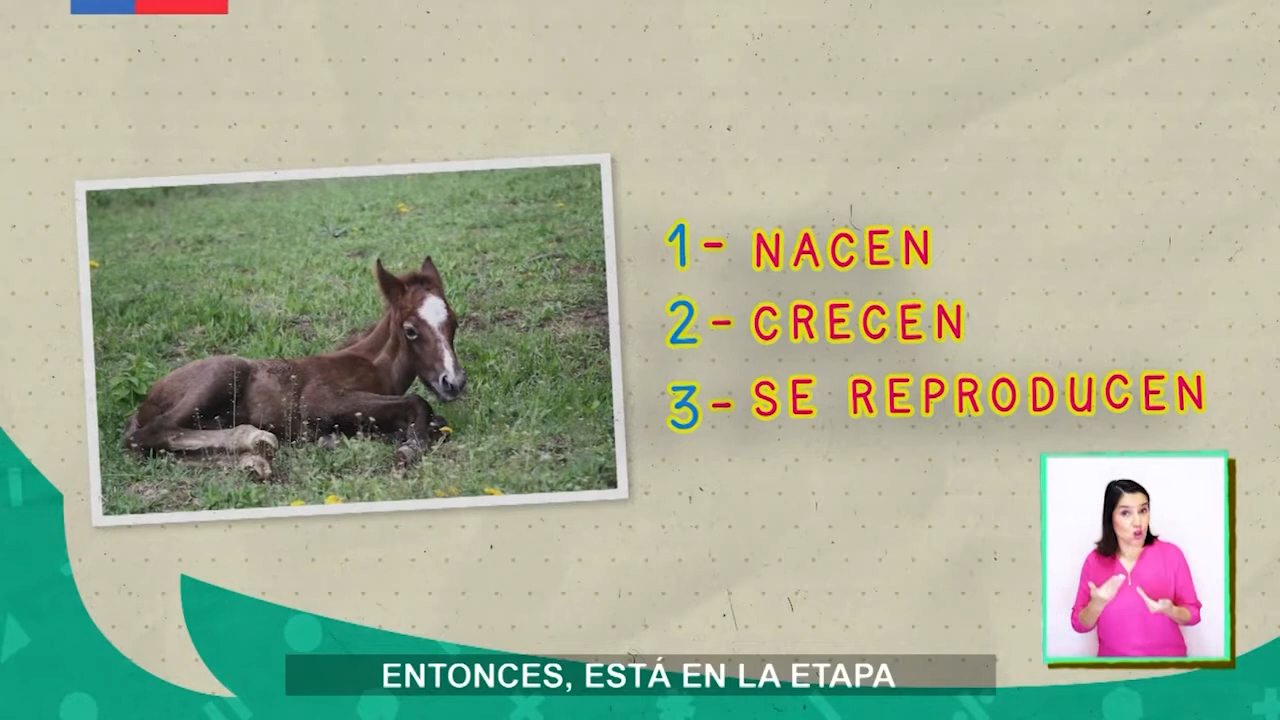 1- NACEN
2- CRECEN
3- SE REPRODUCEN
ENTONCES, ESTÁ EN LA ETAPA